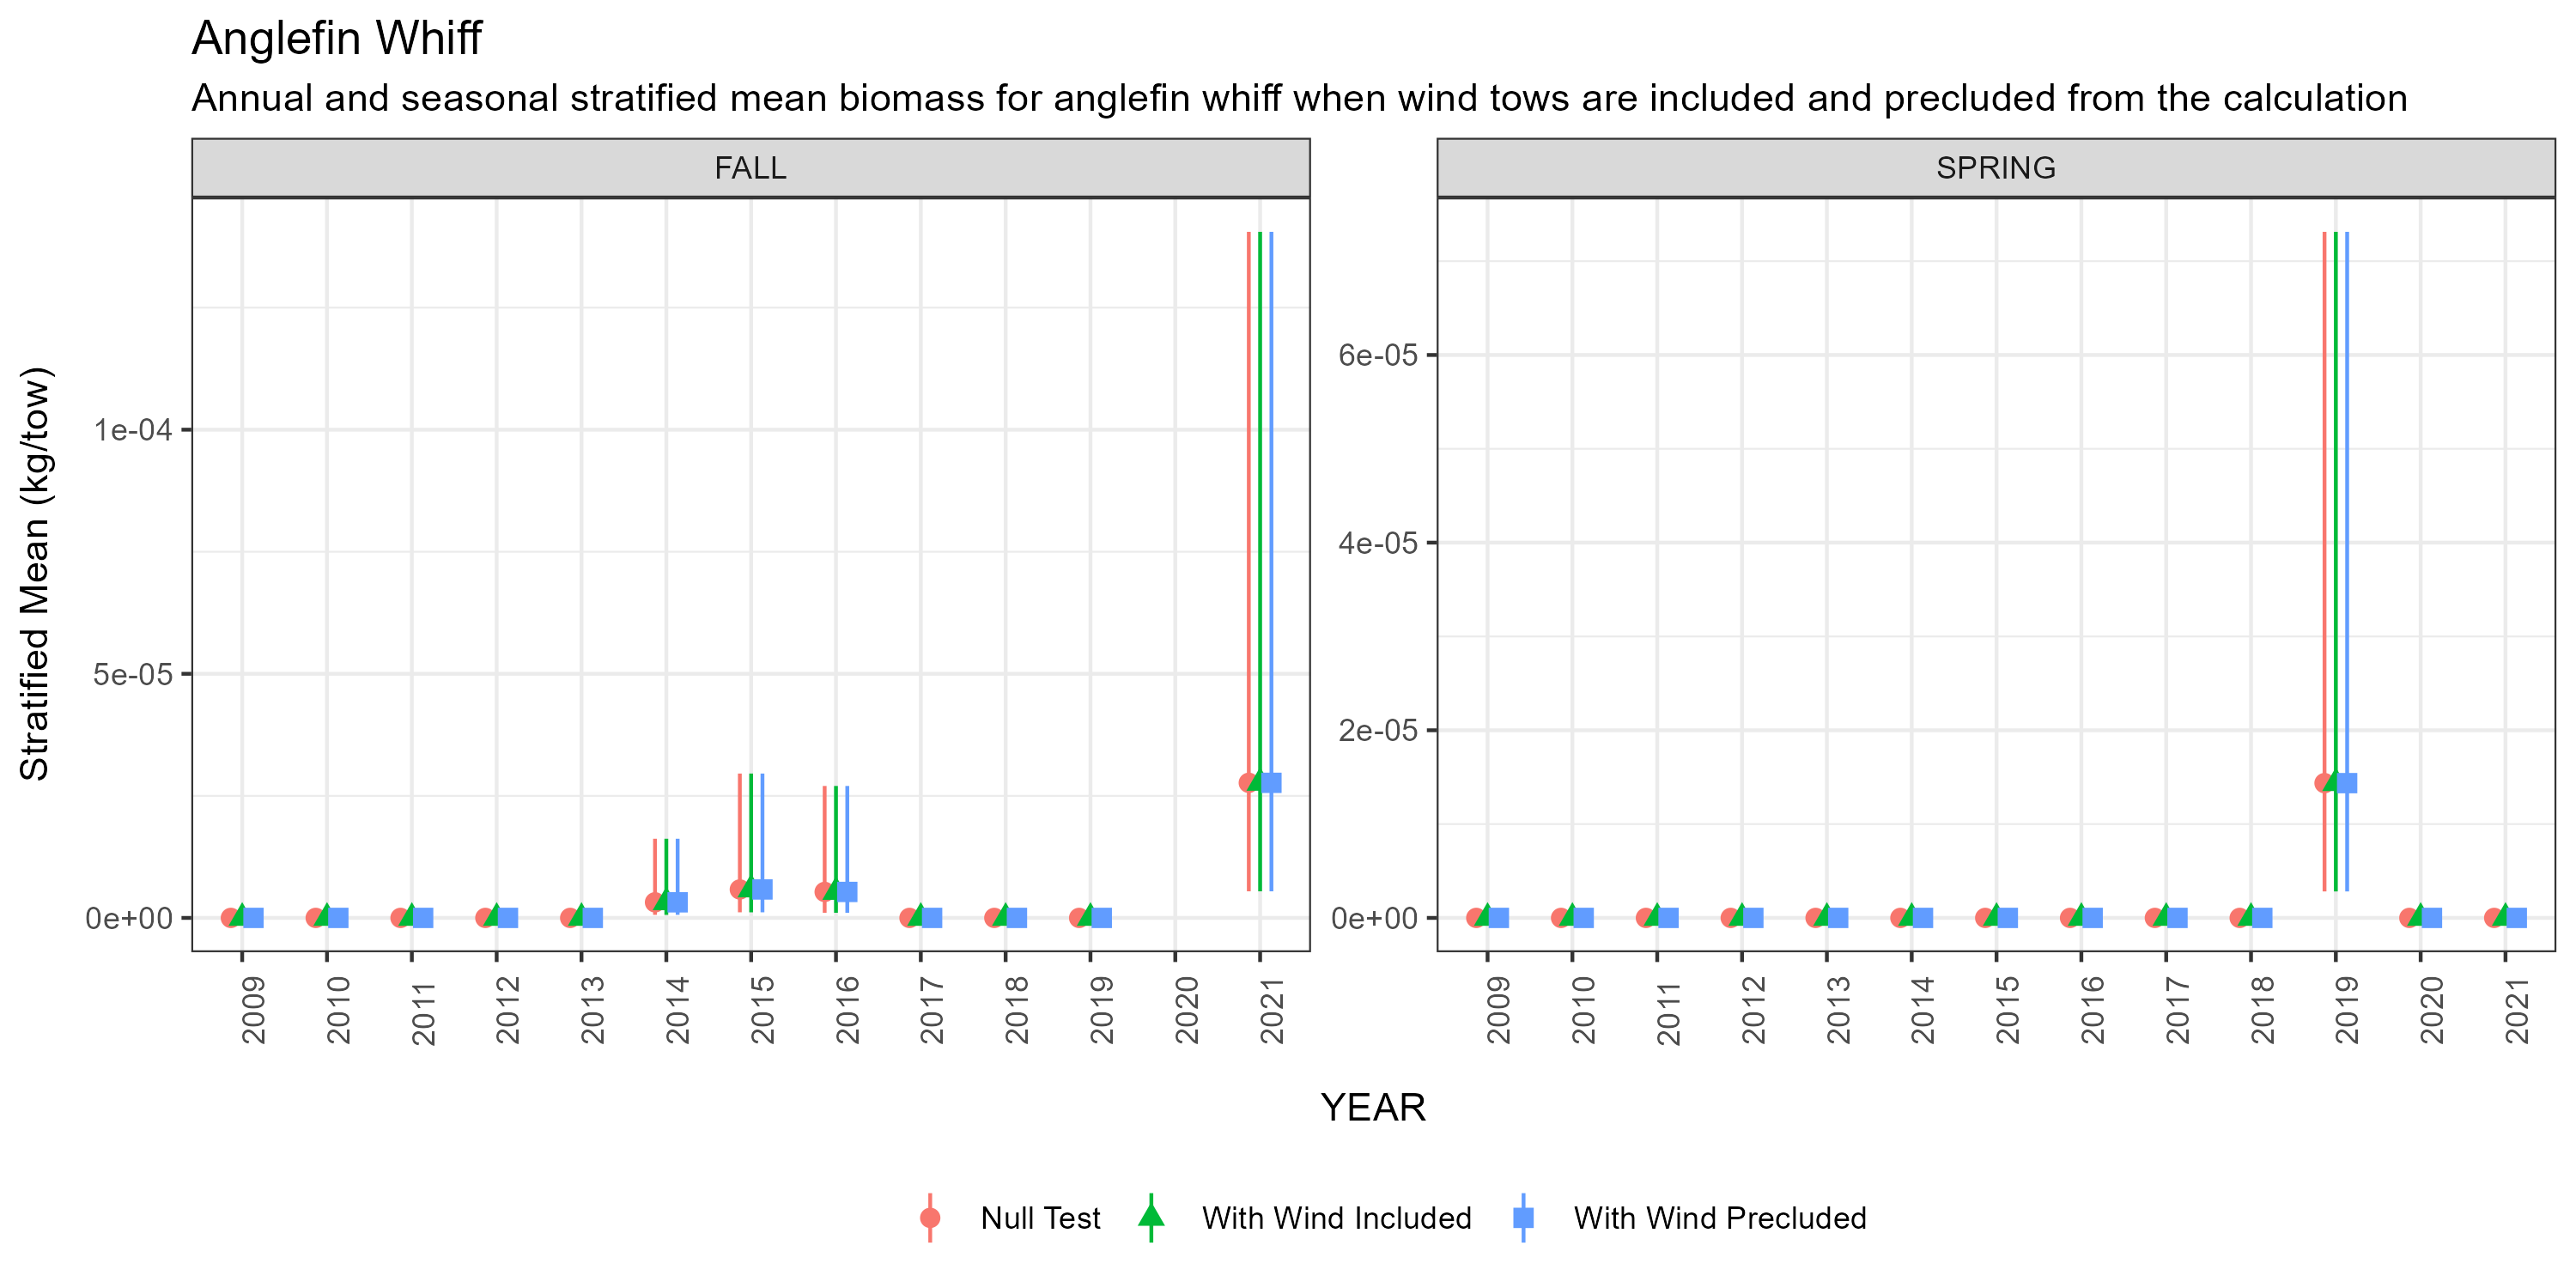 Anglefin Whiff
Annual and seasonal stratified mean biomass for anglefin whiff when wind tows are included and precluded from the calculation
FALL
SPRING
Stratified Mean (kg/tow)
1e-04
5e-05
0e+00
6e-05
4e-05
2e-05
0e+00
2009 2010 2011 2012 2013 2014 2015 2016 2017 2018 2019 2020 2021
2009 2010 2011 2012 2013 2014 2015 2016 2017 2018 2019 2020 2021
YEAR
Null Test With Wind Included With Wind Precluded